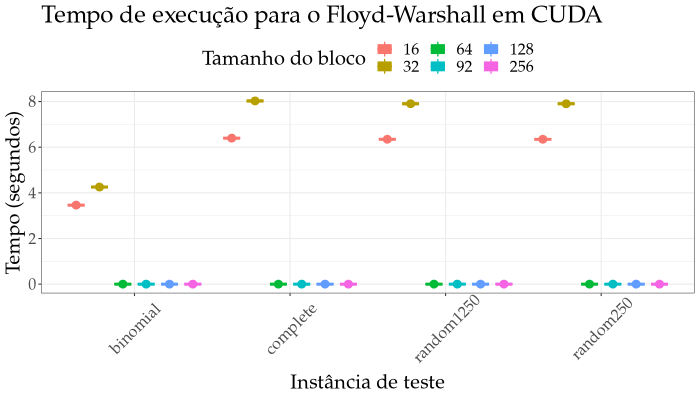 Tempo de execução para o Floyd-Warshall em CUDA
Tamanho do bloco
16 64 128
32 92 256
Tempo (segundos)
8
6
4
2
0
binomial
complete
random1250
random250
Instância de teste